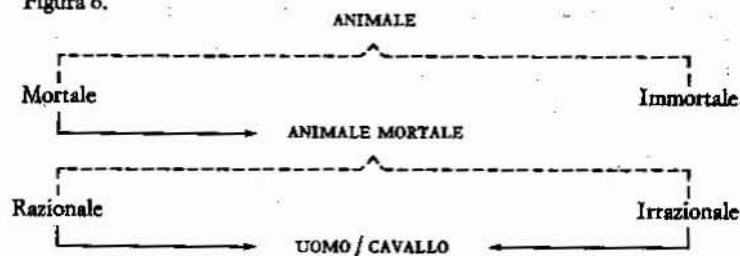 Figura 6.
ANIMALE
Mortale Immortale
ANIMALE MORTALE
Razionale Irrazionale
UOMO / CAVALLO